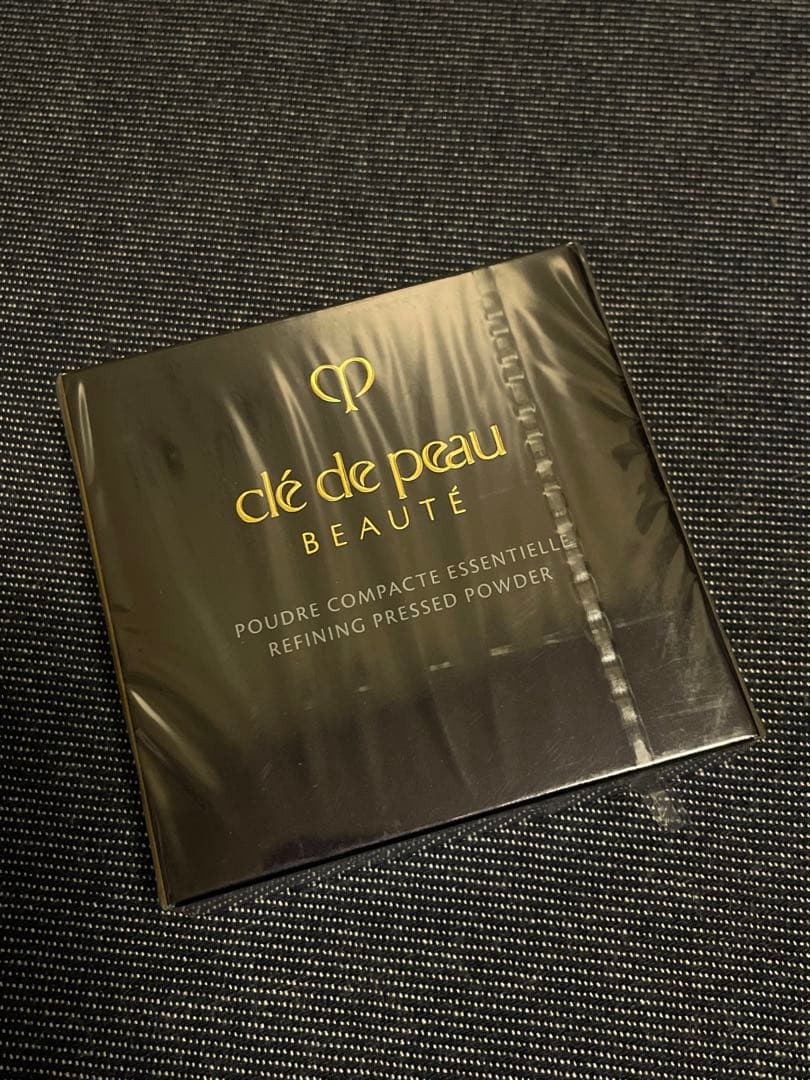 clé de peau
BEAUTÉ
POUDRE COMPACTE ESSENTIELLE
REFINING PRESSED POWDER